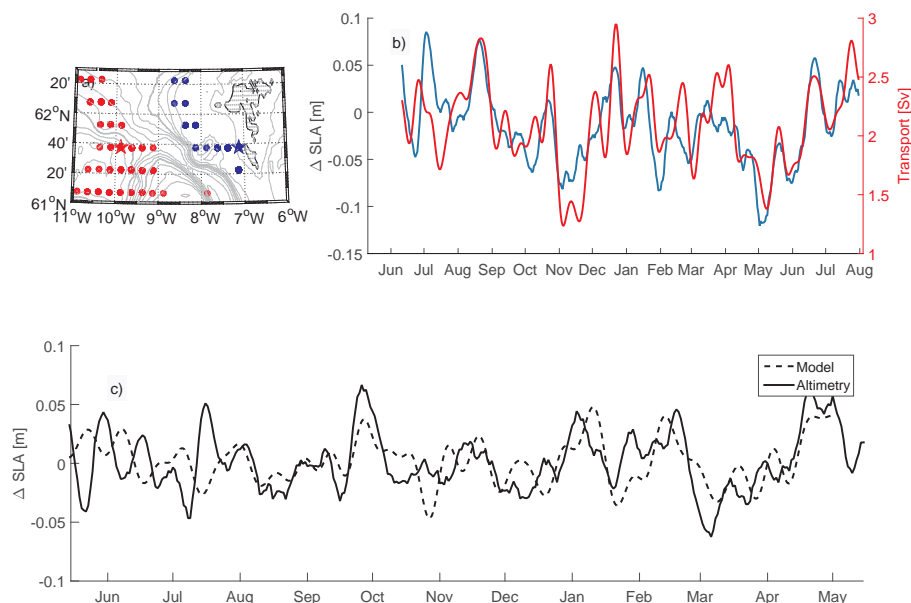 a)
20'
62°N
40'
20'
61°N
11°W 10°W 9°W 8°W 7°W 6°W
b)
0.1
0.05
0
-0.05
-0.1
-0.15
Δ SLA [m]
3
2.5
2
1.5
1
Transport [Sv]
Jun Jul Aug Sep Oct Nov Dec Jan Feb Mar Apr May Jun Jul Aug
c)
0.1
0.05
0
-0.05
-0.1
Δ SLA [m]
Model
Altimetry
Jun Jul Aug Sep Oct Nov Dec Jan Feb Mar Apr May